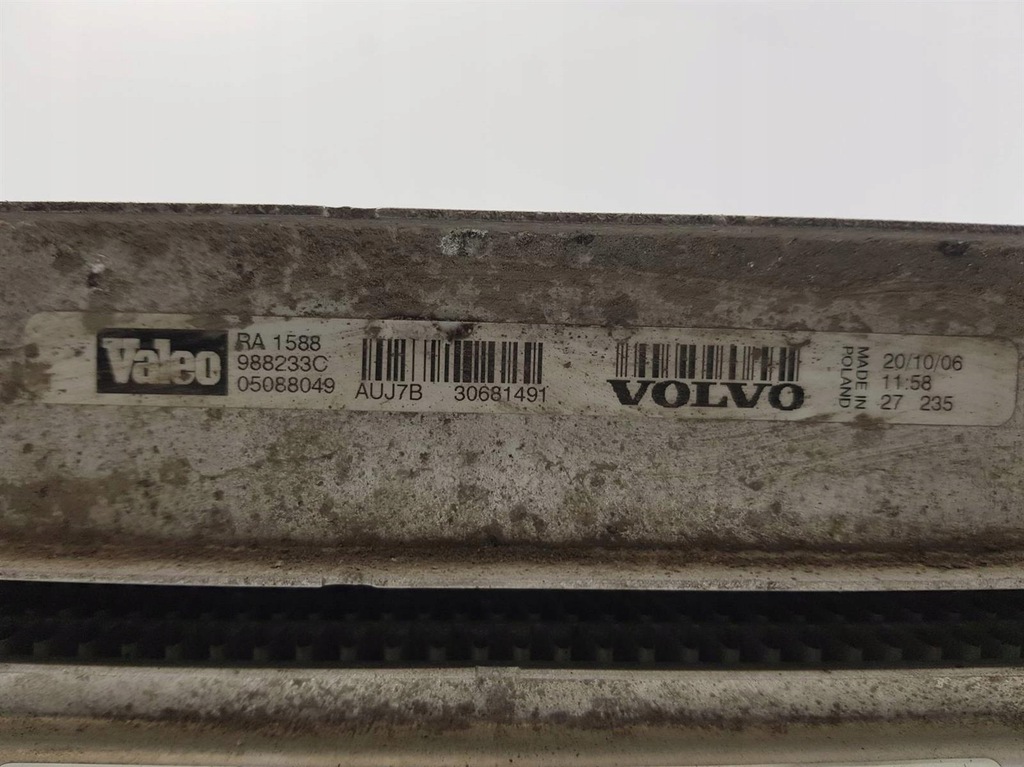 Valeo
RA 1588
988233C
05088049
AUJ7B 30681491
VOLVO
MADE IN
POLAND
20/10/06
11:58
27 235